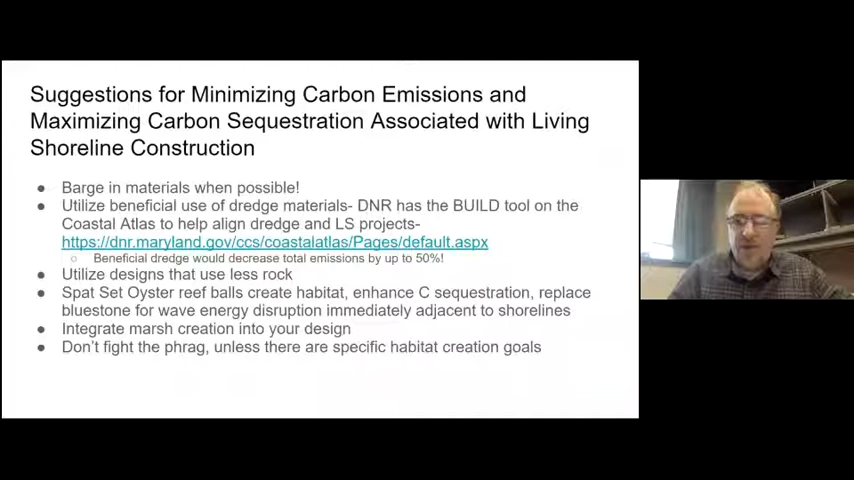 Suggestions for Minimizing Carbon Emissions and
Maximizing Carbon Sequestration Associated with Living
Shoreline Construction
● Barge in materials when possible!
● Utilize beneficial use of dredge materials- DNR has the BUILD tool on the
Coastal Atlas to help align dredge and LS projects-
https://dnr.maryland.gov/ccs/coastalatlas/Pages/default.aspx
○ Beneficial dredge would decrease total emissions by up to 50%!
● Utilize designs that use less rock
● Spat Set Oyster reef balls create habitat, enhance C sequestration, replace
bluestone for wave energy disruption immediately adjacent to shorelines
● Integrate marsh creation into your design
● Don't fight the phrag, unless there are specific habitat creation goals